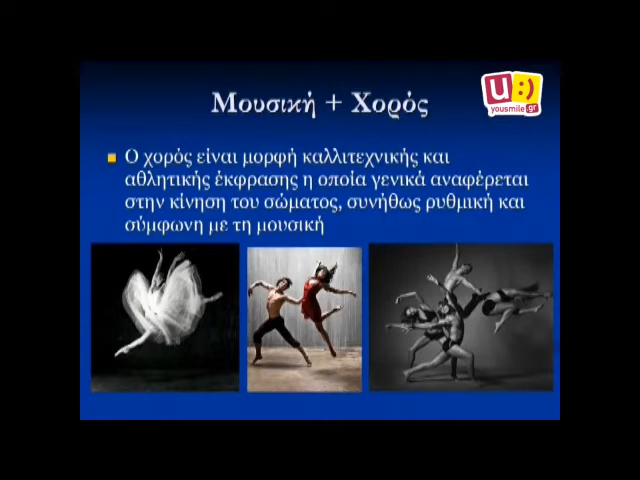 Μουσική + Χορός
u:)
yousmile.gr
Ο χορός είναι μορφή καλλιτεχνικής και
αθλητικής έκφρασης η οποία γενικά αναφέρεται
στην κίνηση του σώματος, συνήθως ρυθμική και
σύμφωνη με τη μουσική